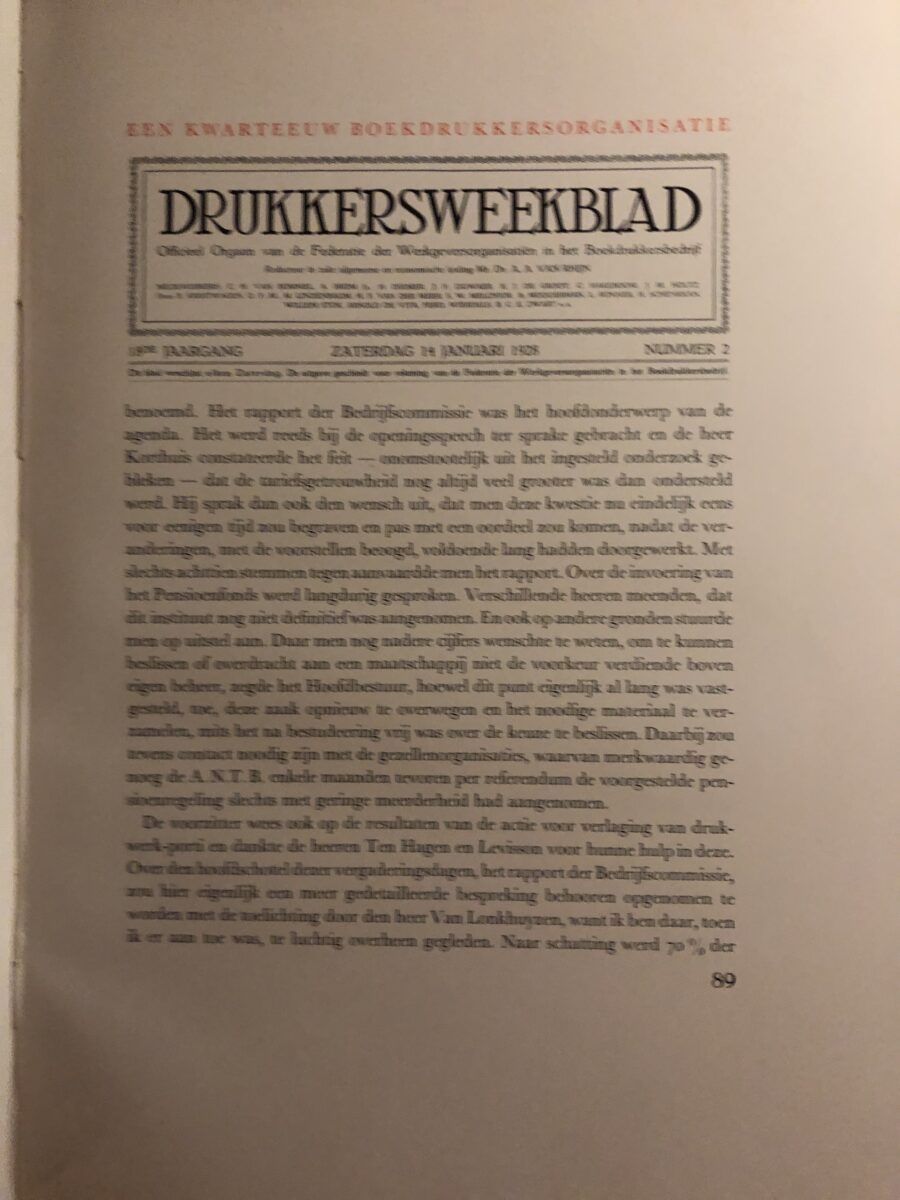 EEN KWARTEEUW BOEKDRUKKERSORGANISATIE
DRUKKERSWEEKBLAD
Officieel Orgaan van de Federatie der Werkgeversorganisatiën in het Boekdrukkersbedrijf
18DE JAARGANG ZATERDAG 14 JANUARI 1928 NUMMER 2
benoemd. Het rapport der Bedrijfscommissie was het hoofdonderwerp van de
agenda. Het werd reeds bij de openingsspeech ter sprake gebracht en de heer
constateerde het feit — onomstootelijk uit het ingesteld onderzoek ge-
bleken — dat de tariefsgetrouwheid nog altijd veel grooter was dan ondersteld
werd. Hij sprak dan ook den wensch uit, dat men deze kwestie nu eindelijk eens
voor eenigen tijd zou begraven en pas met een oordeel zou komen, nadat de ver-
anderingen, met de voorstellen beoogd, voldoende lang hadden doorgewerkt. Met
slechts achttien stemmen tegen aanvaardde men het rapport. Over de invoering van
het Pensioenfonds werd langdurig gesproken. Verschillende heeren meenden, dat
dit instituut nog niet definitief was aangenomen. En ook op andere gronden stuurde
men op uitstel aan. Daar men nog nadere cijfers wenschte te weten, om te kunnen
beslissen of overdracht aan een maatschappij niet de voorkeur verdiende boven
eigen beheer, zegde het Hoofdbestuur, hoewel dit punt eigenlijk al lang was vast-
gesteld, toe, deze zaak opnieuw te overwegen en het noodige materiaal te ver-
zamelen, mits het na bestudeering vrij was over de keuze te beslissen. Daarbij zou
tevens contact noodig zijn met de gezellenorganisaties, waarvan merkwaardig ge-
noeg de A.N.T.B. enkele maanden tevoren per referendum de voorgestelde pen-
sioenregeling slechts met geringe meerderheid had aangenomen.
De voorzitter wees ook op de resultaten van de actie voor verlaging van druk-
werk-porti en dankte de heeren Ten Hagen en Levisson voor hunne hulp in deze.
Over den hoofdschotel dezer vergaderingsdagen, het rapport der Bedrijfscommissie,
zou hier eigenlijk een meer gedetailleerde bespreking behooren opgenomen te
worden met de toelichting door den heer Van Lonkhuyzen, want ik ben daar, toen
ik er aan toe was, te luchtig overheen gegleden. Naar schatting werd 70 % der
89